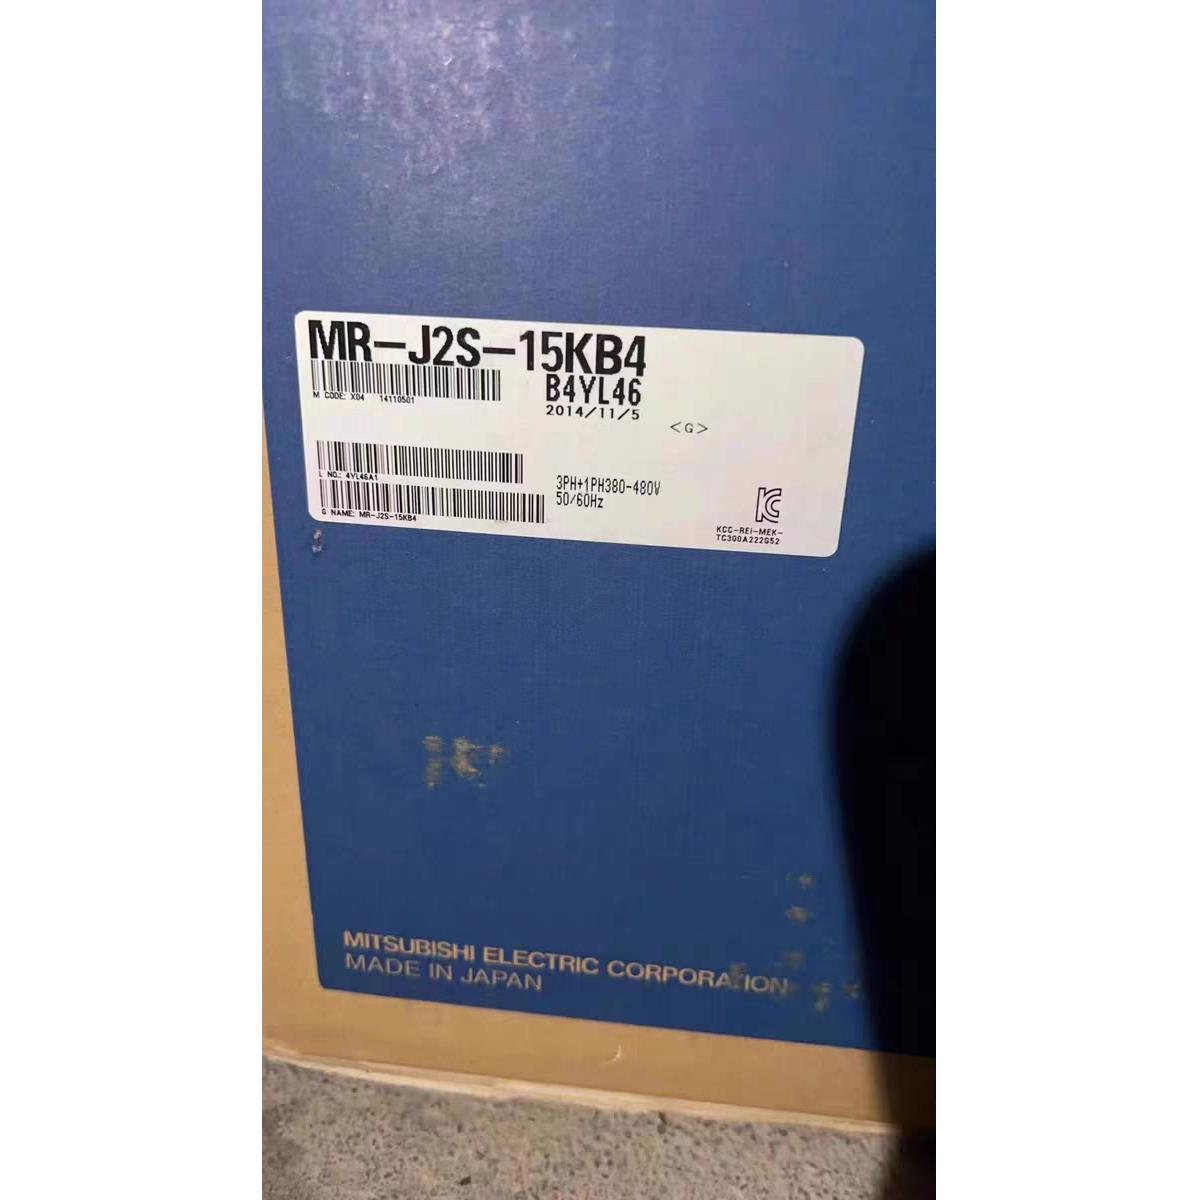 MR-J2S-15KB4
M CODE: X04 14110501
B4YL46
2014/11/5
<G>
L NO.: 4YL46A1
3PH+1PH380-480V
50/60Hz
G NAME: MR-J2S-15KB4
KCC-REI-MEK-
TC300A222G52
MITSUBISHI ELECTRIC CORPORATION
MADE IN JAPAN